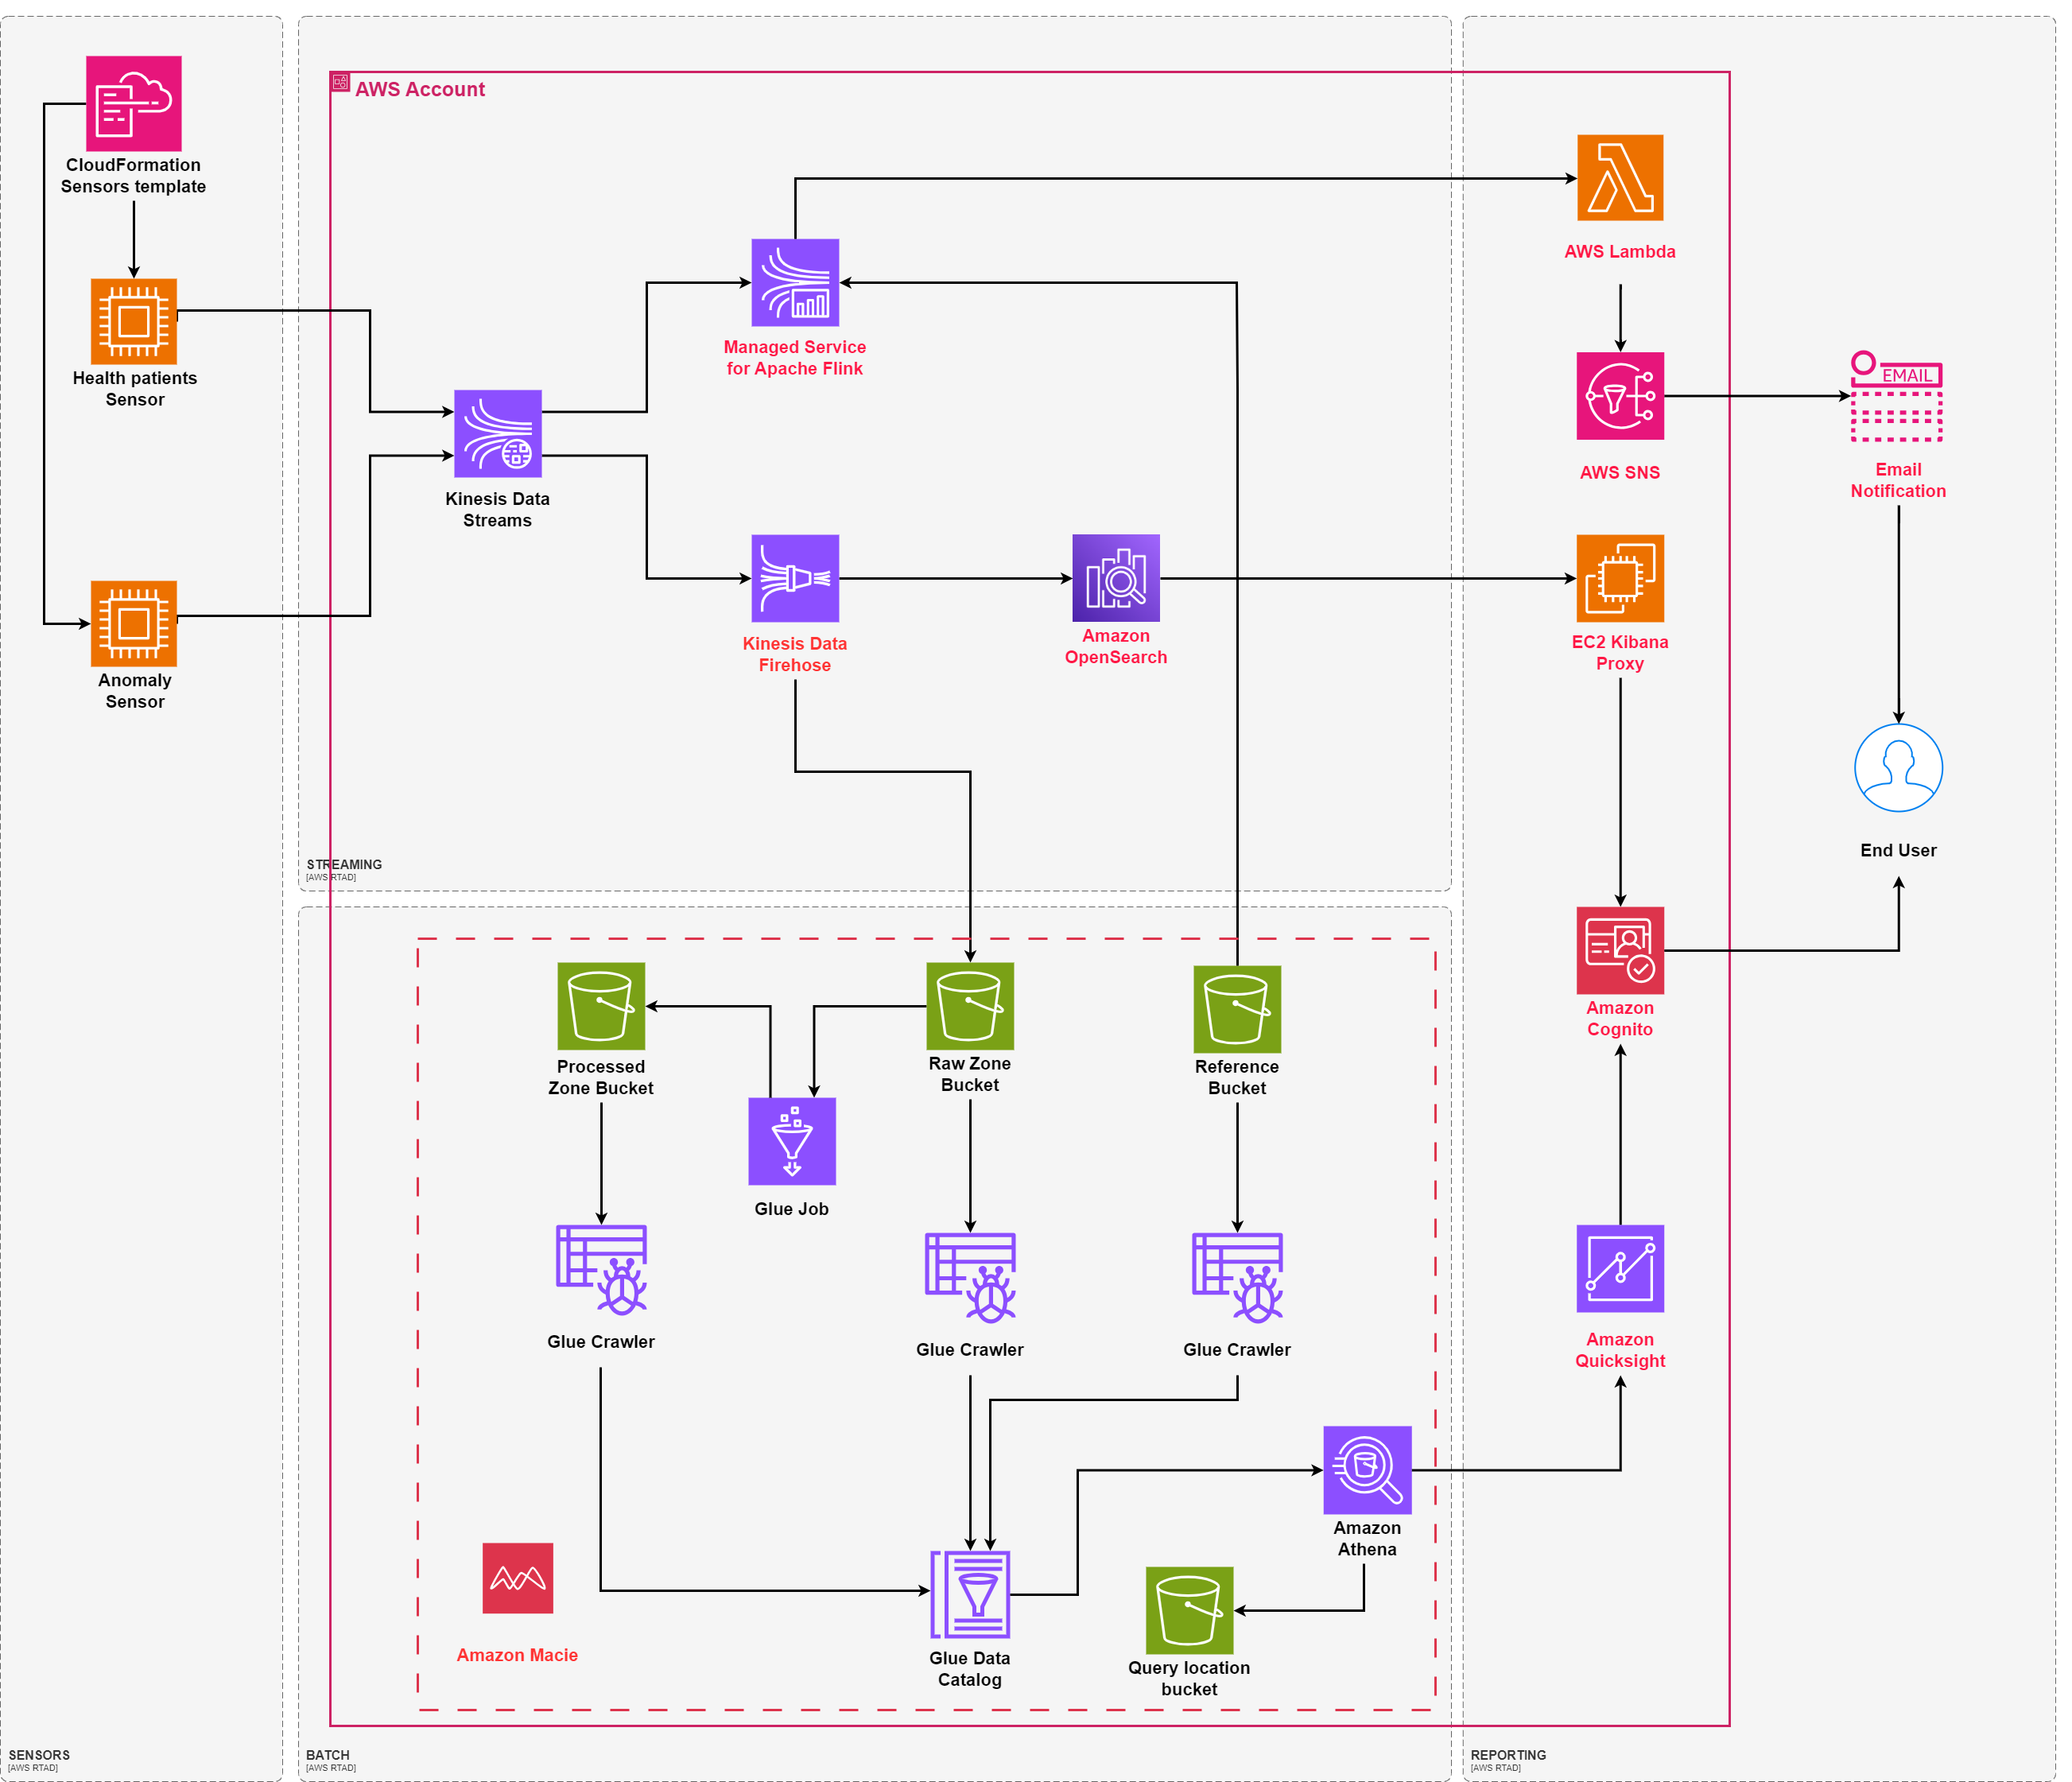 AWS Account
CloudFormation
Sensors template
Health patients
Sensor
Anomaly
Sensor
SENSORS
[AWS RTAD]
Kinesis Data
Streams
Managed Service
for Apache Flink
Kinesis Data
Firehose
Amazon
OpenSearch
STREAMING
[AWS RTAD]
Processed
Zone Bucket
Raw Zone
Bucket
Reference
Bucket
Glue Job
Glue Crawler
Glue Crawler
Glue Crawler
Amazon Macie
Glue Data
Catalog
Amazon
Athena
Query location
bucket
BATCH
[AWS RTAD]
AWS Lambda
AWS SNS
EMAIL
Email
Notification
EC2 Kibana
Proxy
End User
Amazon
Cognito
Amazon
Quicksight
REPORTING
[AWS RTAD]